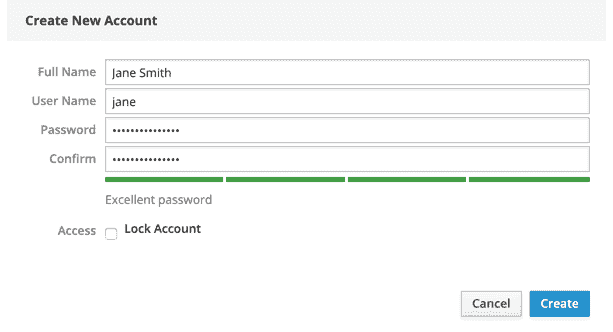 Create New Account
Full Name Jane Smith
User Name jane
Password •••••••••••••••
Confirm •••••••••••••••
Excellent password
Access Lock Account
Cancel Create